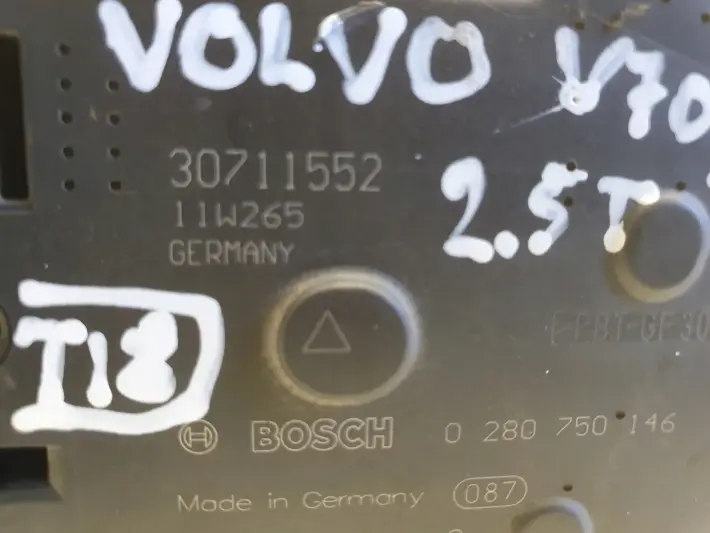 VOLVO V70
30711552
2.5T
11W265
GERMANY
T18
BOSCH 0 280 750 146
Made in Germany 087